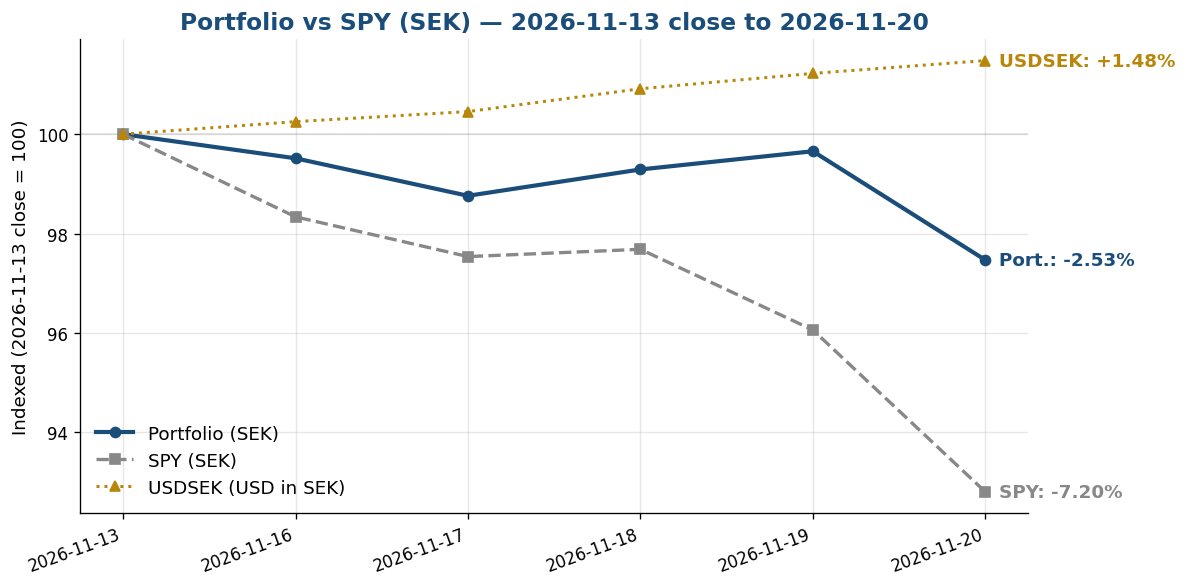 Portfolio vs SPY (SEK) — 2026-11-13 close to 2026-11-20
Indexed (2026-11-13 close = 100)
100
98
96
94
USDSEK: +1.48%
Port.: -2.53%
SPY: -7.20%
Portfolio (SEK)
SPY (SEK)
USDSEK (USD in SEK)
2026-11-13
2026-11-16
2026-11-17
2026-11-18
2026-11-19
2026-11-20